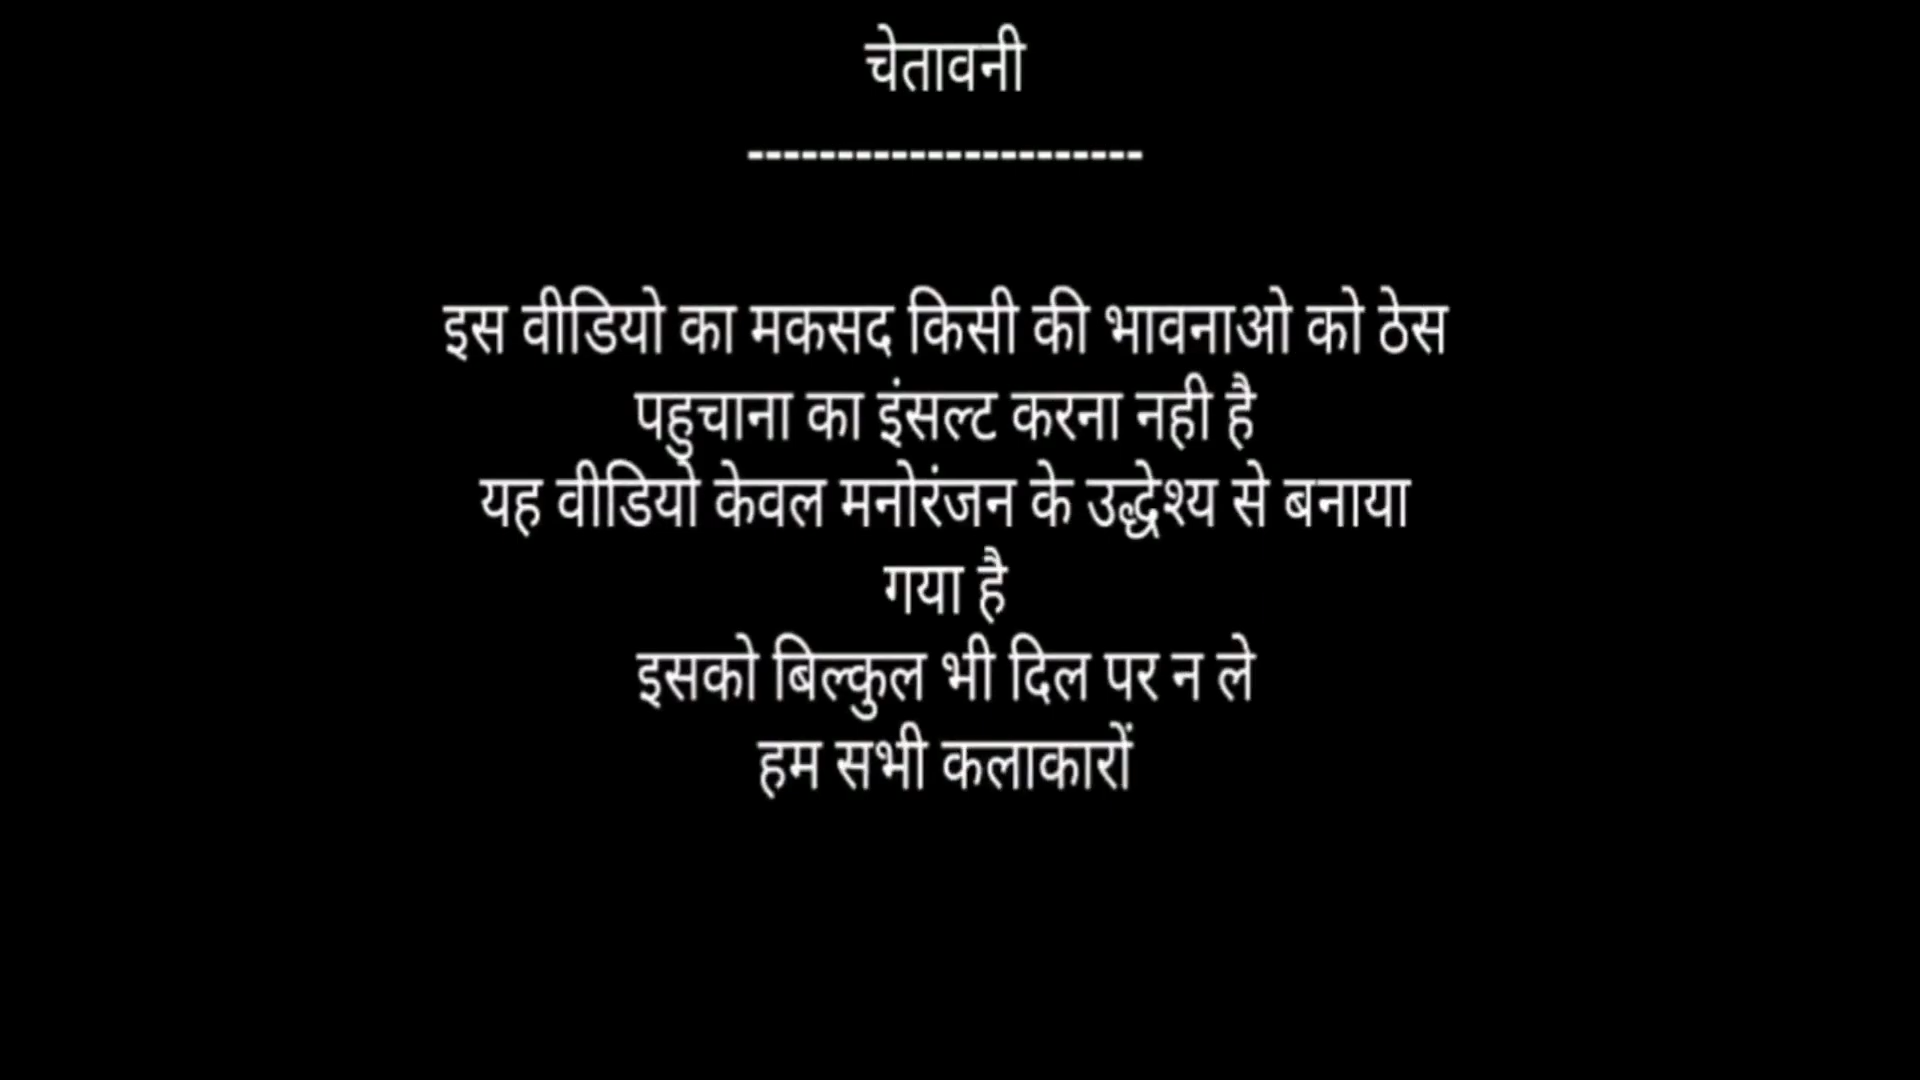 चेतावनी
----------------------
इस वीडियो का मकसद किसी की भावनाओ को ठेस
पहुचाना का इंसल्ट करना नही है
यह वीडियो केवल मनोरंजन के उद्धेश्य से बनाया
गया है
इसको बिल्कुल भी दिल पर न ले
हम सभी कलाकारों